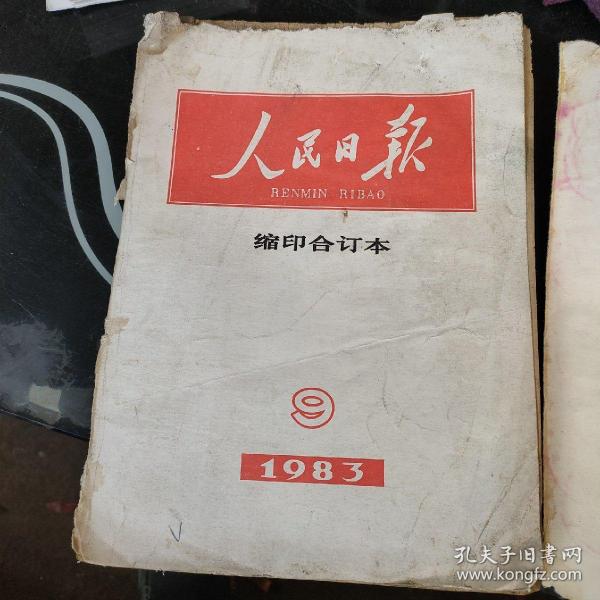 人民日报
RENMIN RIBAO
缩印合订本
9
1983
孔夫子旧书网
www.kongfz.com